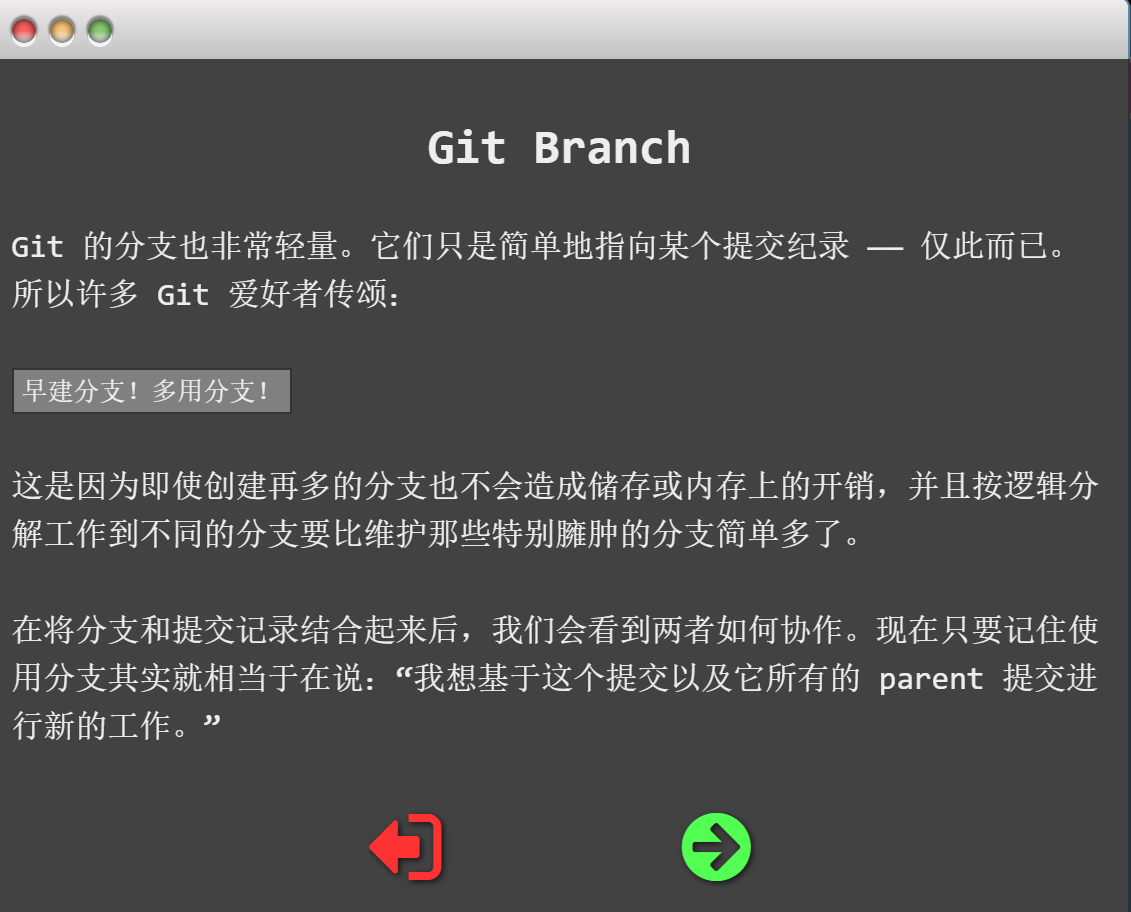 Git Branch
Git 的分支也非常轻量。它们只是简单地指向某个提交纪录 —— 仅此而已。
所以许多 Git 爱好者传颂：
早建分支！多用分支！
这是因为即使创建再多的分支也不会造成储存或内存上的开销，并且按逻辑分
解工作到不同的分支要比维护那些特别臃肿的分支简单多了。
在将分支和提交记录结合起来后，我们会看到两者如何协作。现在只要记住使
用分支其实就相当于在说：“我想基于这个提交以及它所有的 parent 提交进
行新的工作。”